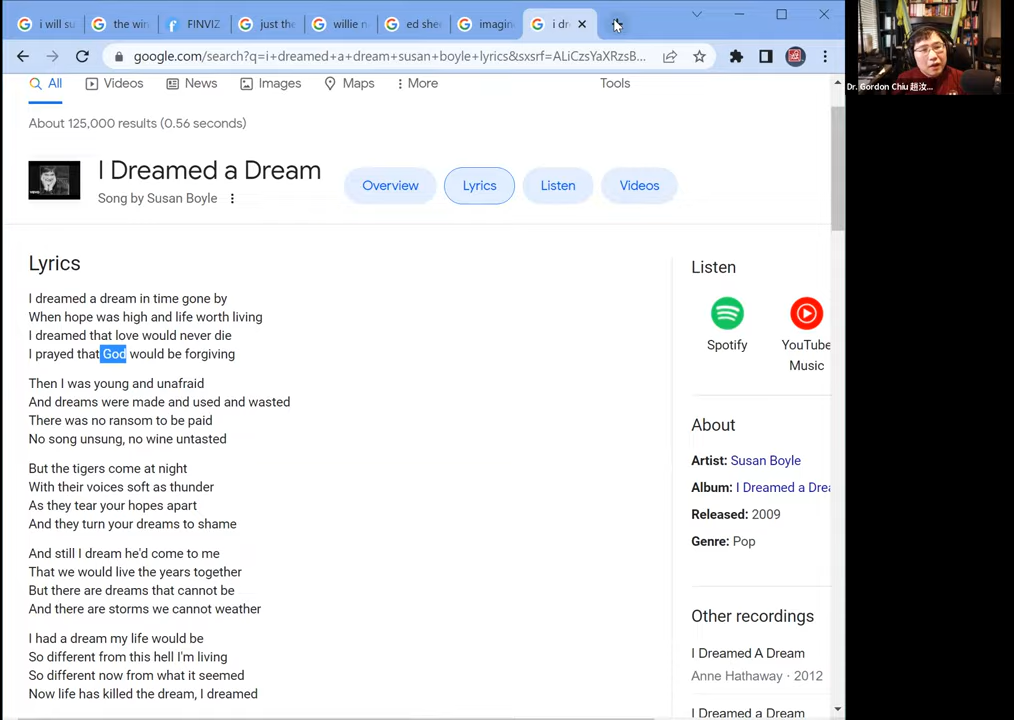 i will su
the win
FINVIZ
just the
willie n
ed shee
imagin
i dr
google.com/search?q=i+dreamed+a+dream+susan+boyle+lyrics&sxsrf=ALiCzsYaXRzsB...
Dr. Gordon Chiu 趙汝...
All
Videos
News
Images
Maps
More
Tools
About 125,000 results (0.56 seconds)
I Dreamed a Dream
Song by Susan Boyle
Overview
Lyrics
Listen
Videos
Lyrics
I dreamed a dream in time gone by
When hope was high and life worth living
I dreamed that love would never die
I prayed that God would be forgiving
Then I was young and unafraid
And dreams were made and used and wasted
There was no ransom to be paid
No song unsung, no wine untasted
But the tigers come at night
With their voices soft as thunder
As they tear your hopes apart
And they turn your dreams to shame
And still I dream he'd come to me
That we would live the years together
But there are dreams that cannot be
And there are storms we cannot weather
I had a dream my life would be
So different from this hell I'm living
So different now from what it seemed
Now life has killed the dream, I dreamed
Listen
Spotify
YouTube
Music
About
Artist: Susan Boyle
Album: I Dreamed a Drea
Released: 2009
Genre: Pop
Other recordings
I Dreamed A Dream
Anne Hathaway · 2012
I Dreamed a Dream